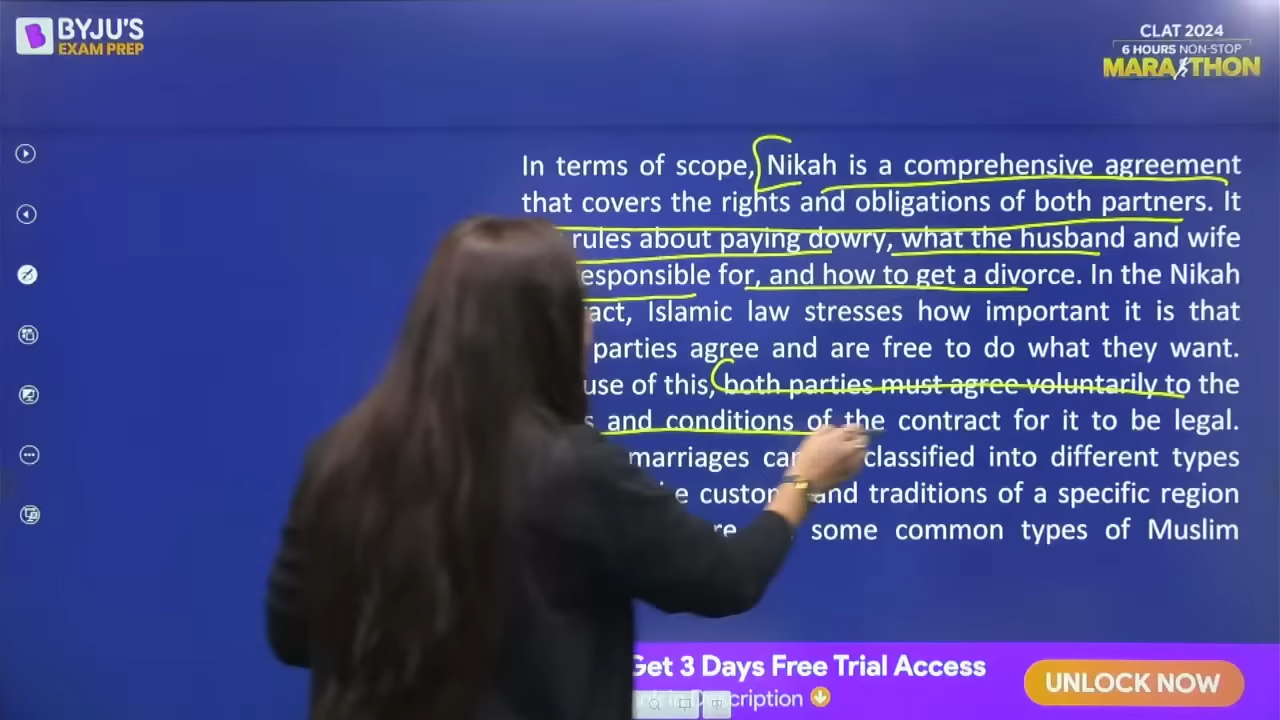 BYJU'S
EXAM PREP
CLAT 2024
6 HOURS NON-STOP
MARATHON
In terms of scope, Nikah is a comprehensive agreement
that covers the rights and obligations of both partners. It
rules about paying dowry, what the husband and wife
esponsible for, and how to get a divorce. In the Nikah
act, Islamic law stresses how important it is that
parties agree and are free to do what they want.
use of this, both parties must agree voluntarily to the
s and conditions of the contract for it to be legal.
marriages ca classified into different types
e custom and traditions of a specific region
re some common types of Muslim
Get 3 Days Free Trial Access
cription
UNLOCK NOW